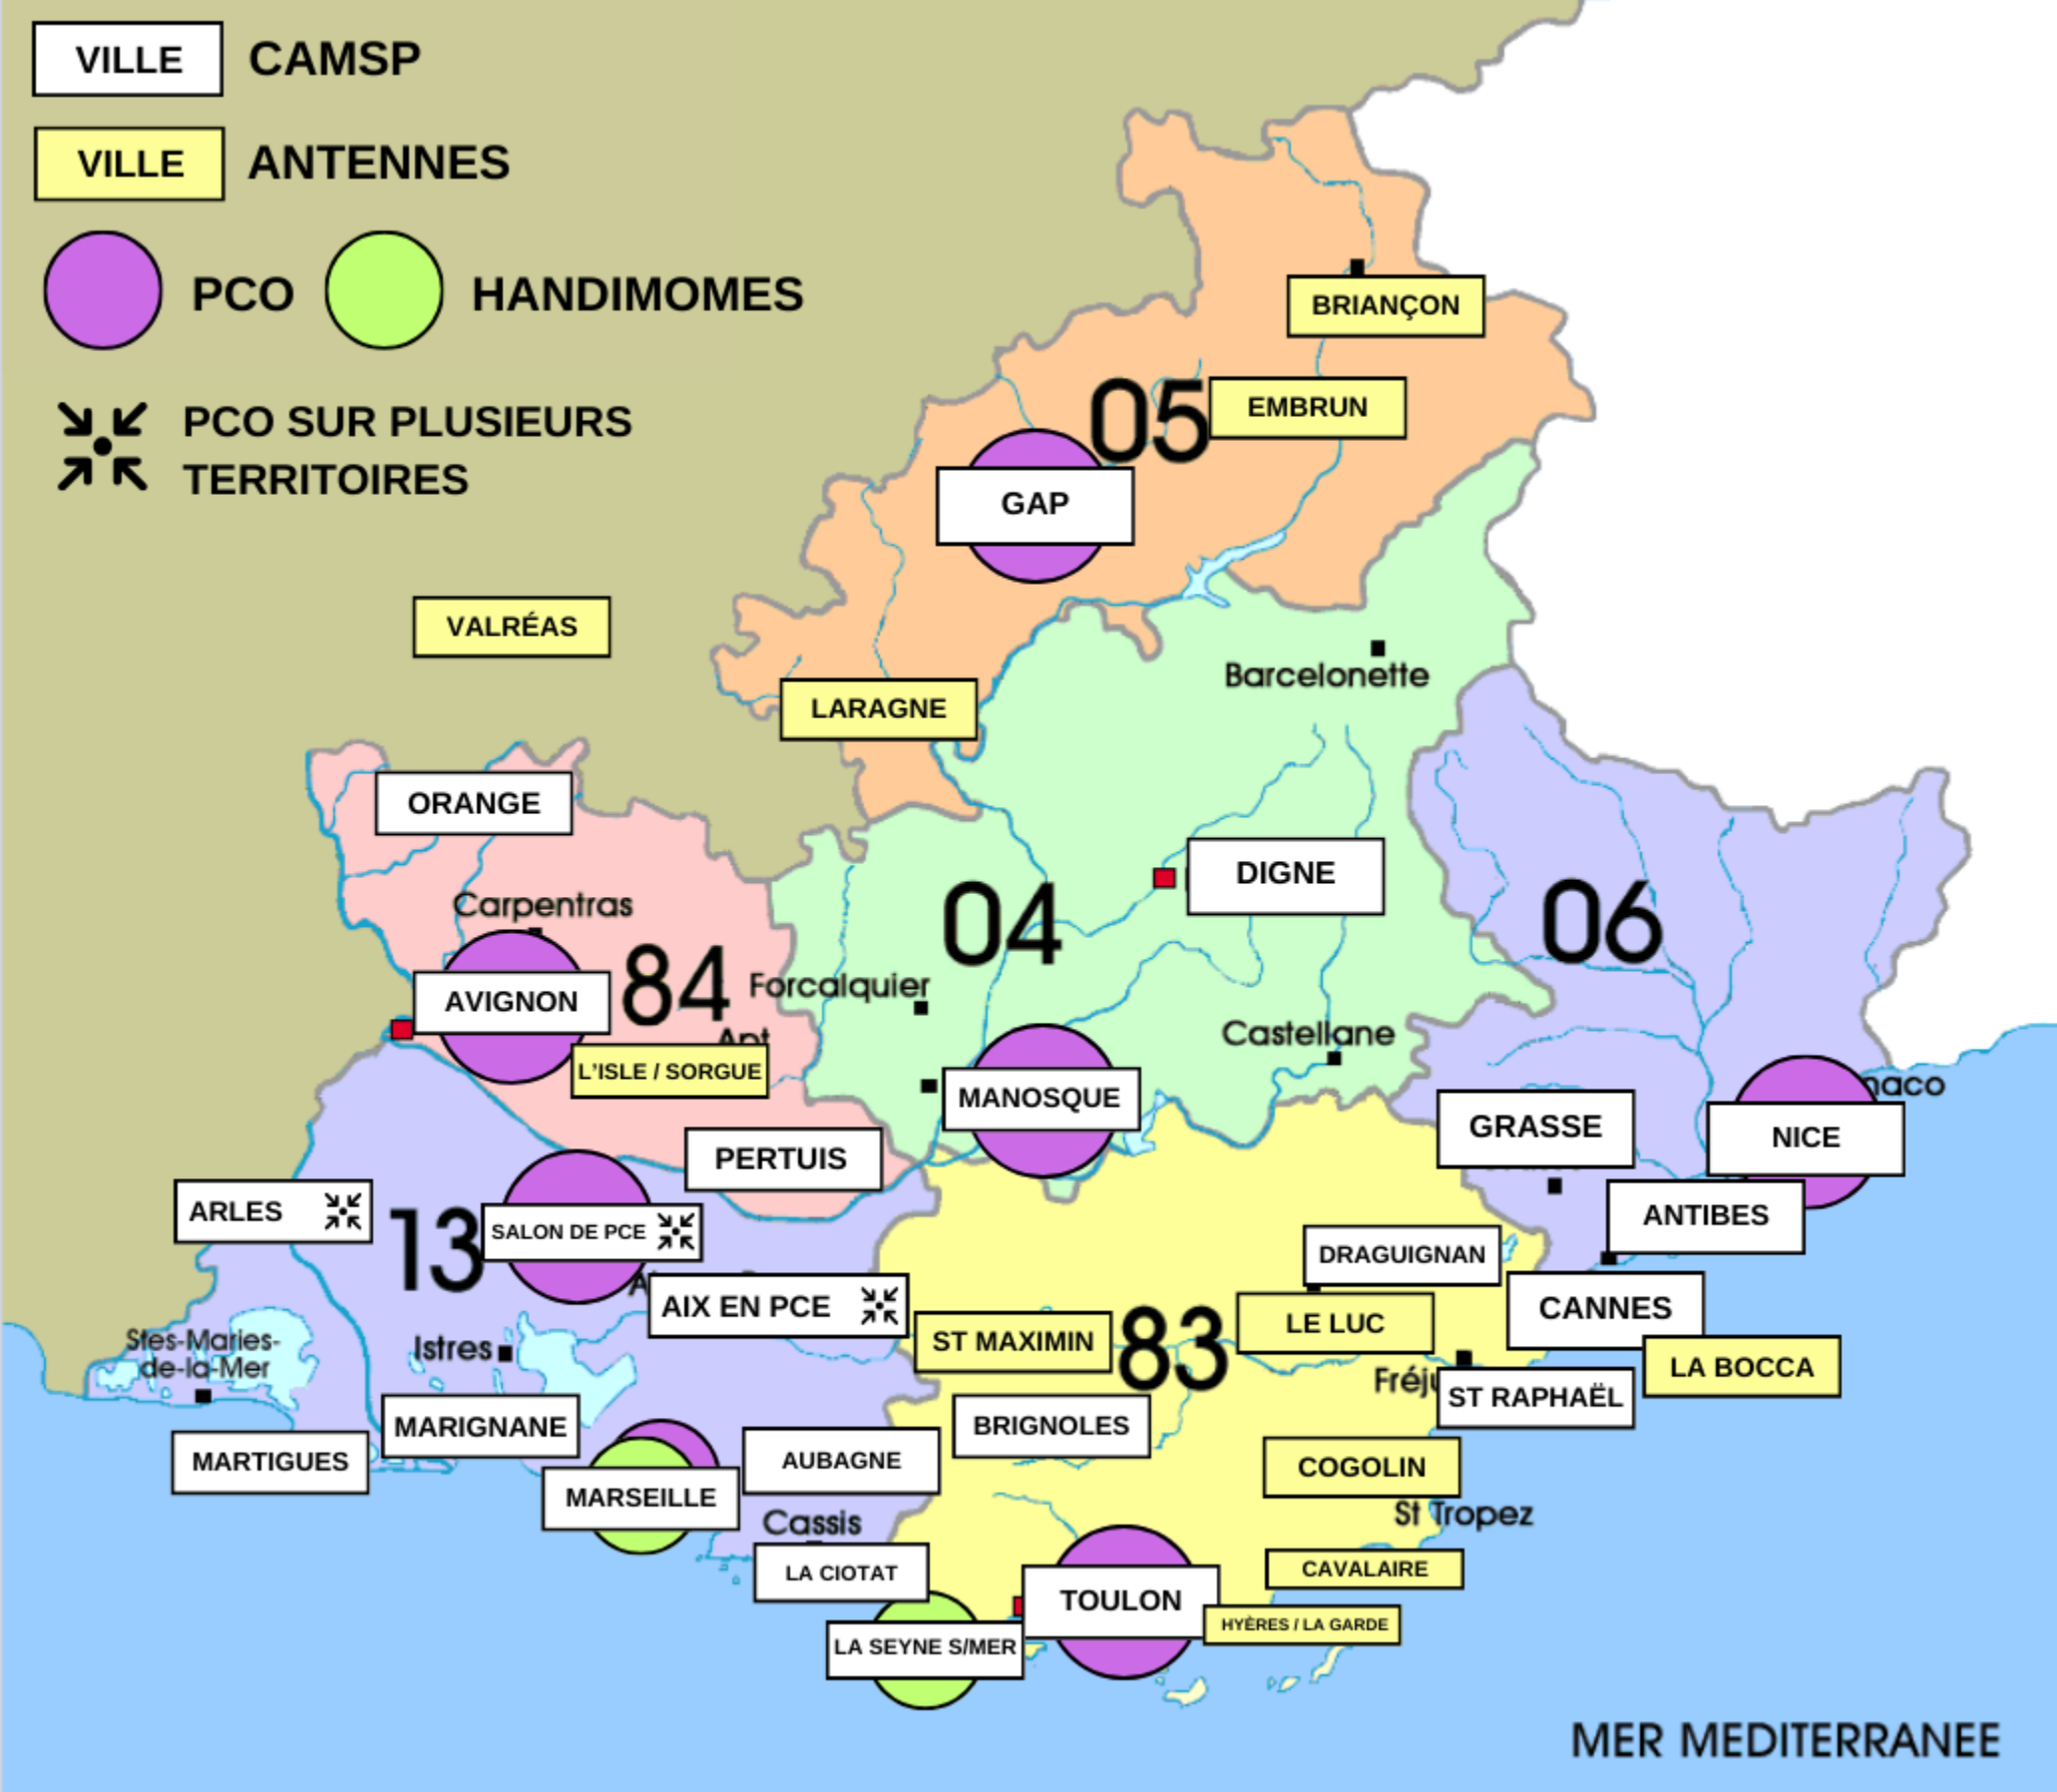 VILLE CAMSP
VILLE ANTENNES
PCO HANDIMOMES
PCO SUR PLUSIEURS
TERRITOIRES
BRIANÇON
05 EMBRUN
GAP
VALRÉAS
Barcelonette
LARAGNE
ORANGE
DIGNE
Carpentras
04
06
84
Forcalquier
AVIGNON
Castellane
L'ISLE / SORGUE
MANOSQUE
GRASSE
NICE
PERTUIS
ARLES
13
SALON DE PCE
ANTIBES
DRAGUIGNAN
AIX EN PCE
CANNES
LE LUC
ST MAXIMIN
83
Stes-Maries-
de-la-Mer
Istres
LA BOCCA
ST RAPHAËL
MARIGNANE
BRIGNOLES
MARTIGUES
AUBAGNE
COGOLIN
MARSEILLE
St Tropez
Cassis
LA CIOTAT
CAVALAIRE
TOULON
HYÈRES / LA GARDE
LA SEYNE S/MER
MER MEDITERRANEE